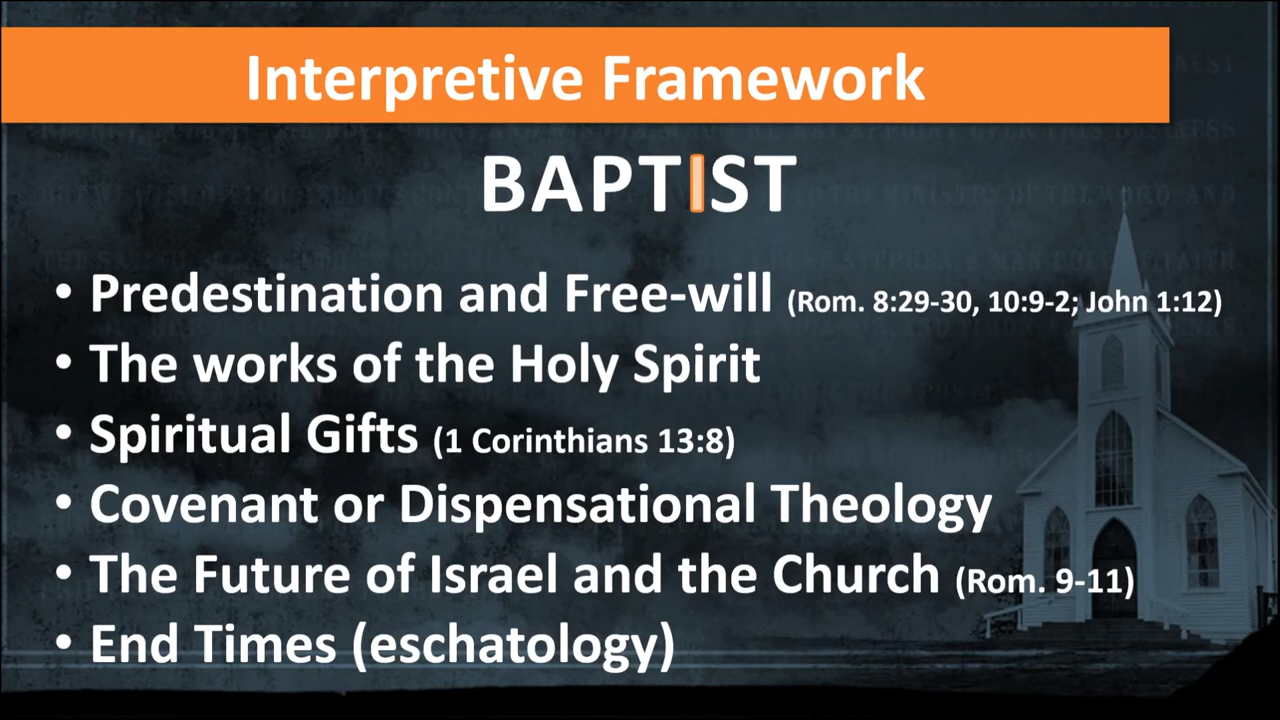 Interpretive Framework
BAPTIST
• Predestination and Free-will (Rom. 8:29-30, 10:9-2; John 1:12)
• The works of the Holy Spirit
• Spiritual Gifts (1 Corinthians 13:8)
• Covenant or Dispensational Theology
• The Future of Israel and the Church (Rom. 9-11)
• End Times (eschatology)